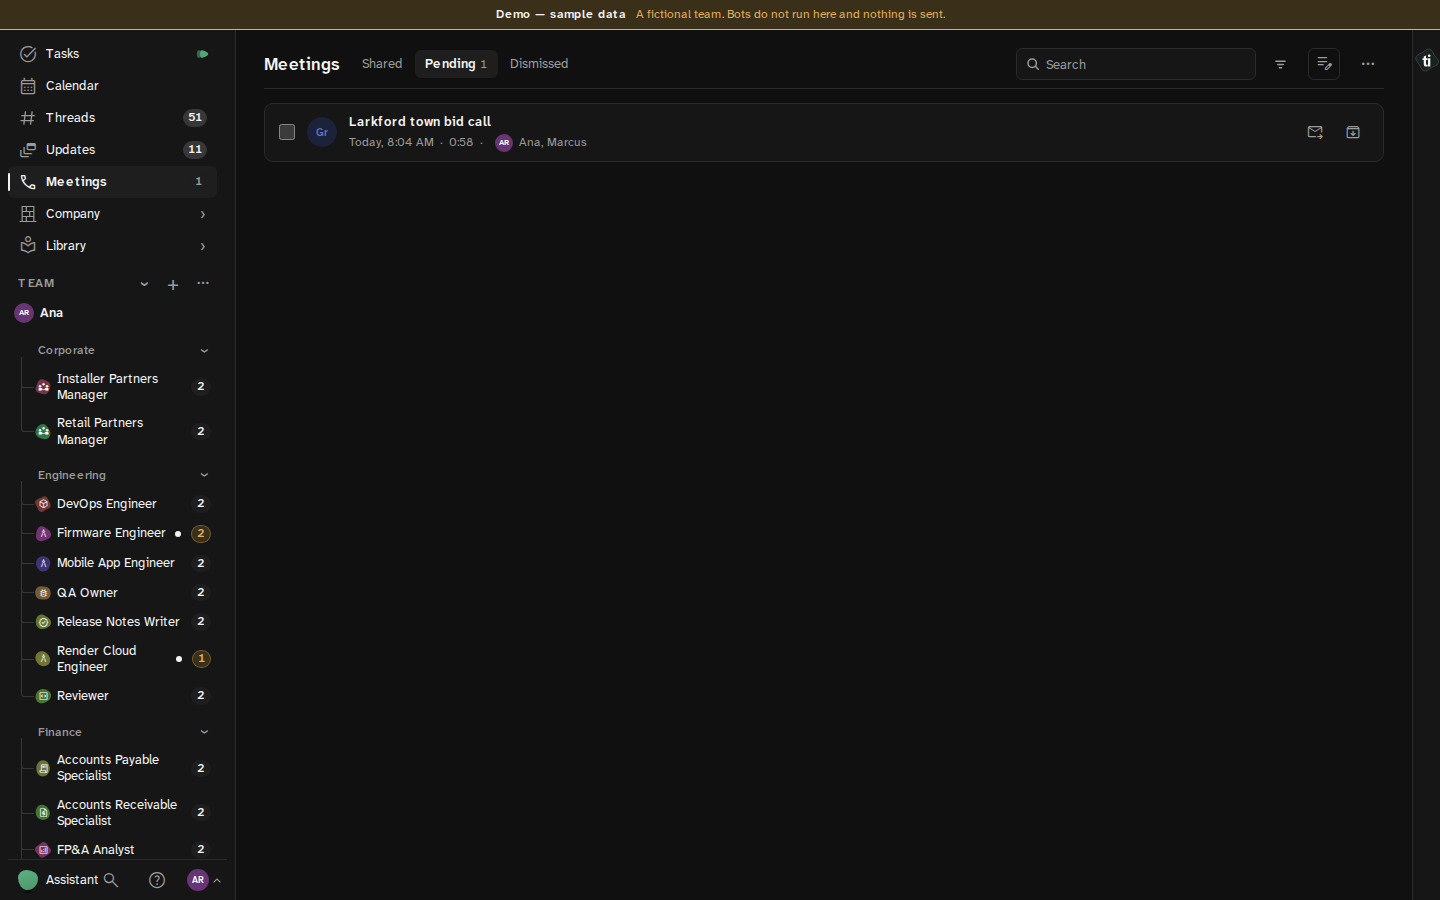 Demo — sample data A fictional team. Bots do not run here and nothing is sent.
Tasks
Calendar
Threads 51
Updates 11
Meetings 1
Company
Library
TEAM
AR Ana
Corporate
Installer Partners Manager 2
Retail Partners Manager 2
Engineering
DevOps Engineer 2
Firmware Engineer 2
Mobile App Engineer 2
QA Owner 2
Release Notes Writer 2
Render Cloud Engineer 1
Reviewer 2
Finance
Accounts Payable Specialist 2
Accounts Receivable Specialist 2
FP&A Analyst 2
Assistant AR
Meetings Shared Pending 1 Dismissed Search
Gr Larkford town bid call
Today, 8:04 AM · 0:58 · AR Ana, Marcus
ti